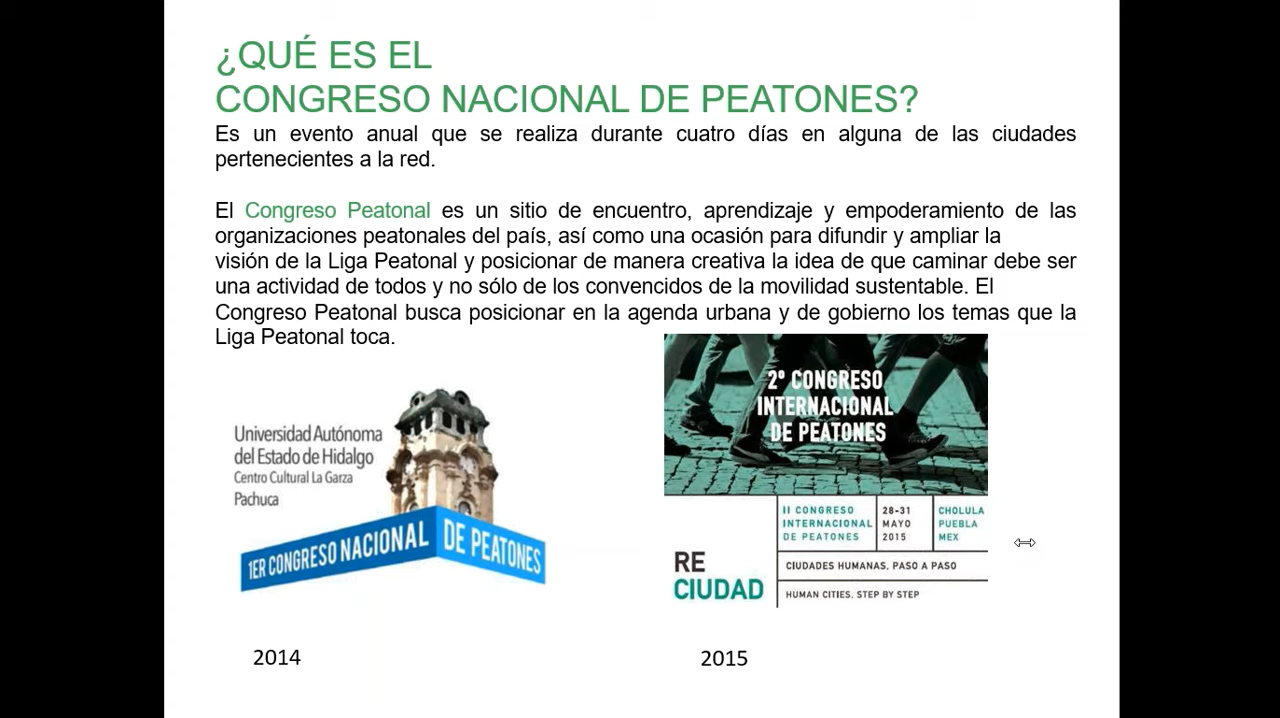 ¿QUÉ ES EL
CONGRESO NACIONAL DE PEATONES?
Es un evento anual que se realiza durante cuatro días en alguna de las ciudades
pertenecientes a la red.
El Congreso Peatonal es un sitio de encuentro, aprendizaje y empoderamiento de las
organizaciones peatonales del país, así como una ocasión para difundir y ampliar la
visión de la Liga Peatonal y posicionar de manera creativa la idea de que caminar debe ser
una actividad de todos y no sólo de los convencidos de la movilidad sustentable. El
Congreso Peatonal busca posicionar en la agenda urbana y de gobierno los temas que la
Liga Peatonal toca.
Universidad Autónoma
del Estado de Hidalgo
Centro Cultural La Garza
Pachuca
1ER CONGRESO NACIONAL DE PEATONES
2014
2º CONGRESO
INTERNACIONAL
DE PEATONES
II CONGRESO
INTERNACIONAL
DE PEATONES
28-31
MAYO
2015
CHOLULA
PUEBLA
MEX
RE
CIUDAD
CIUDADES HUMANAS, PASO A PASO
HUMAN CITIES, STEP BY STEP
2015